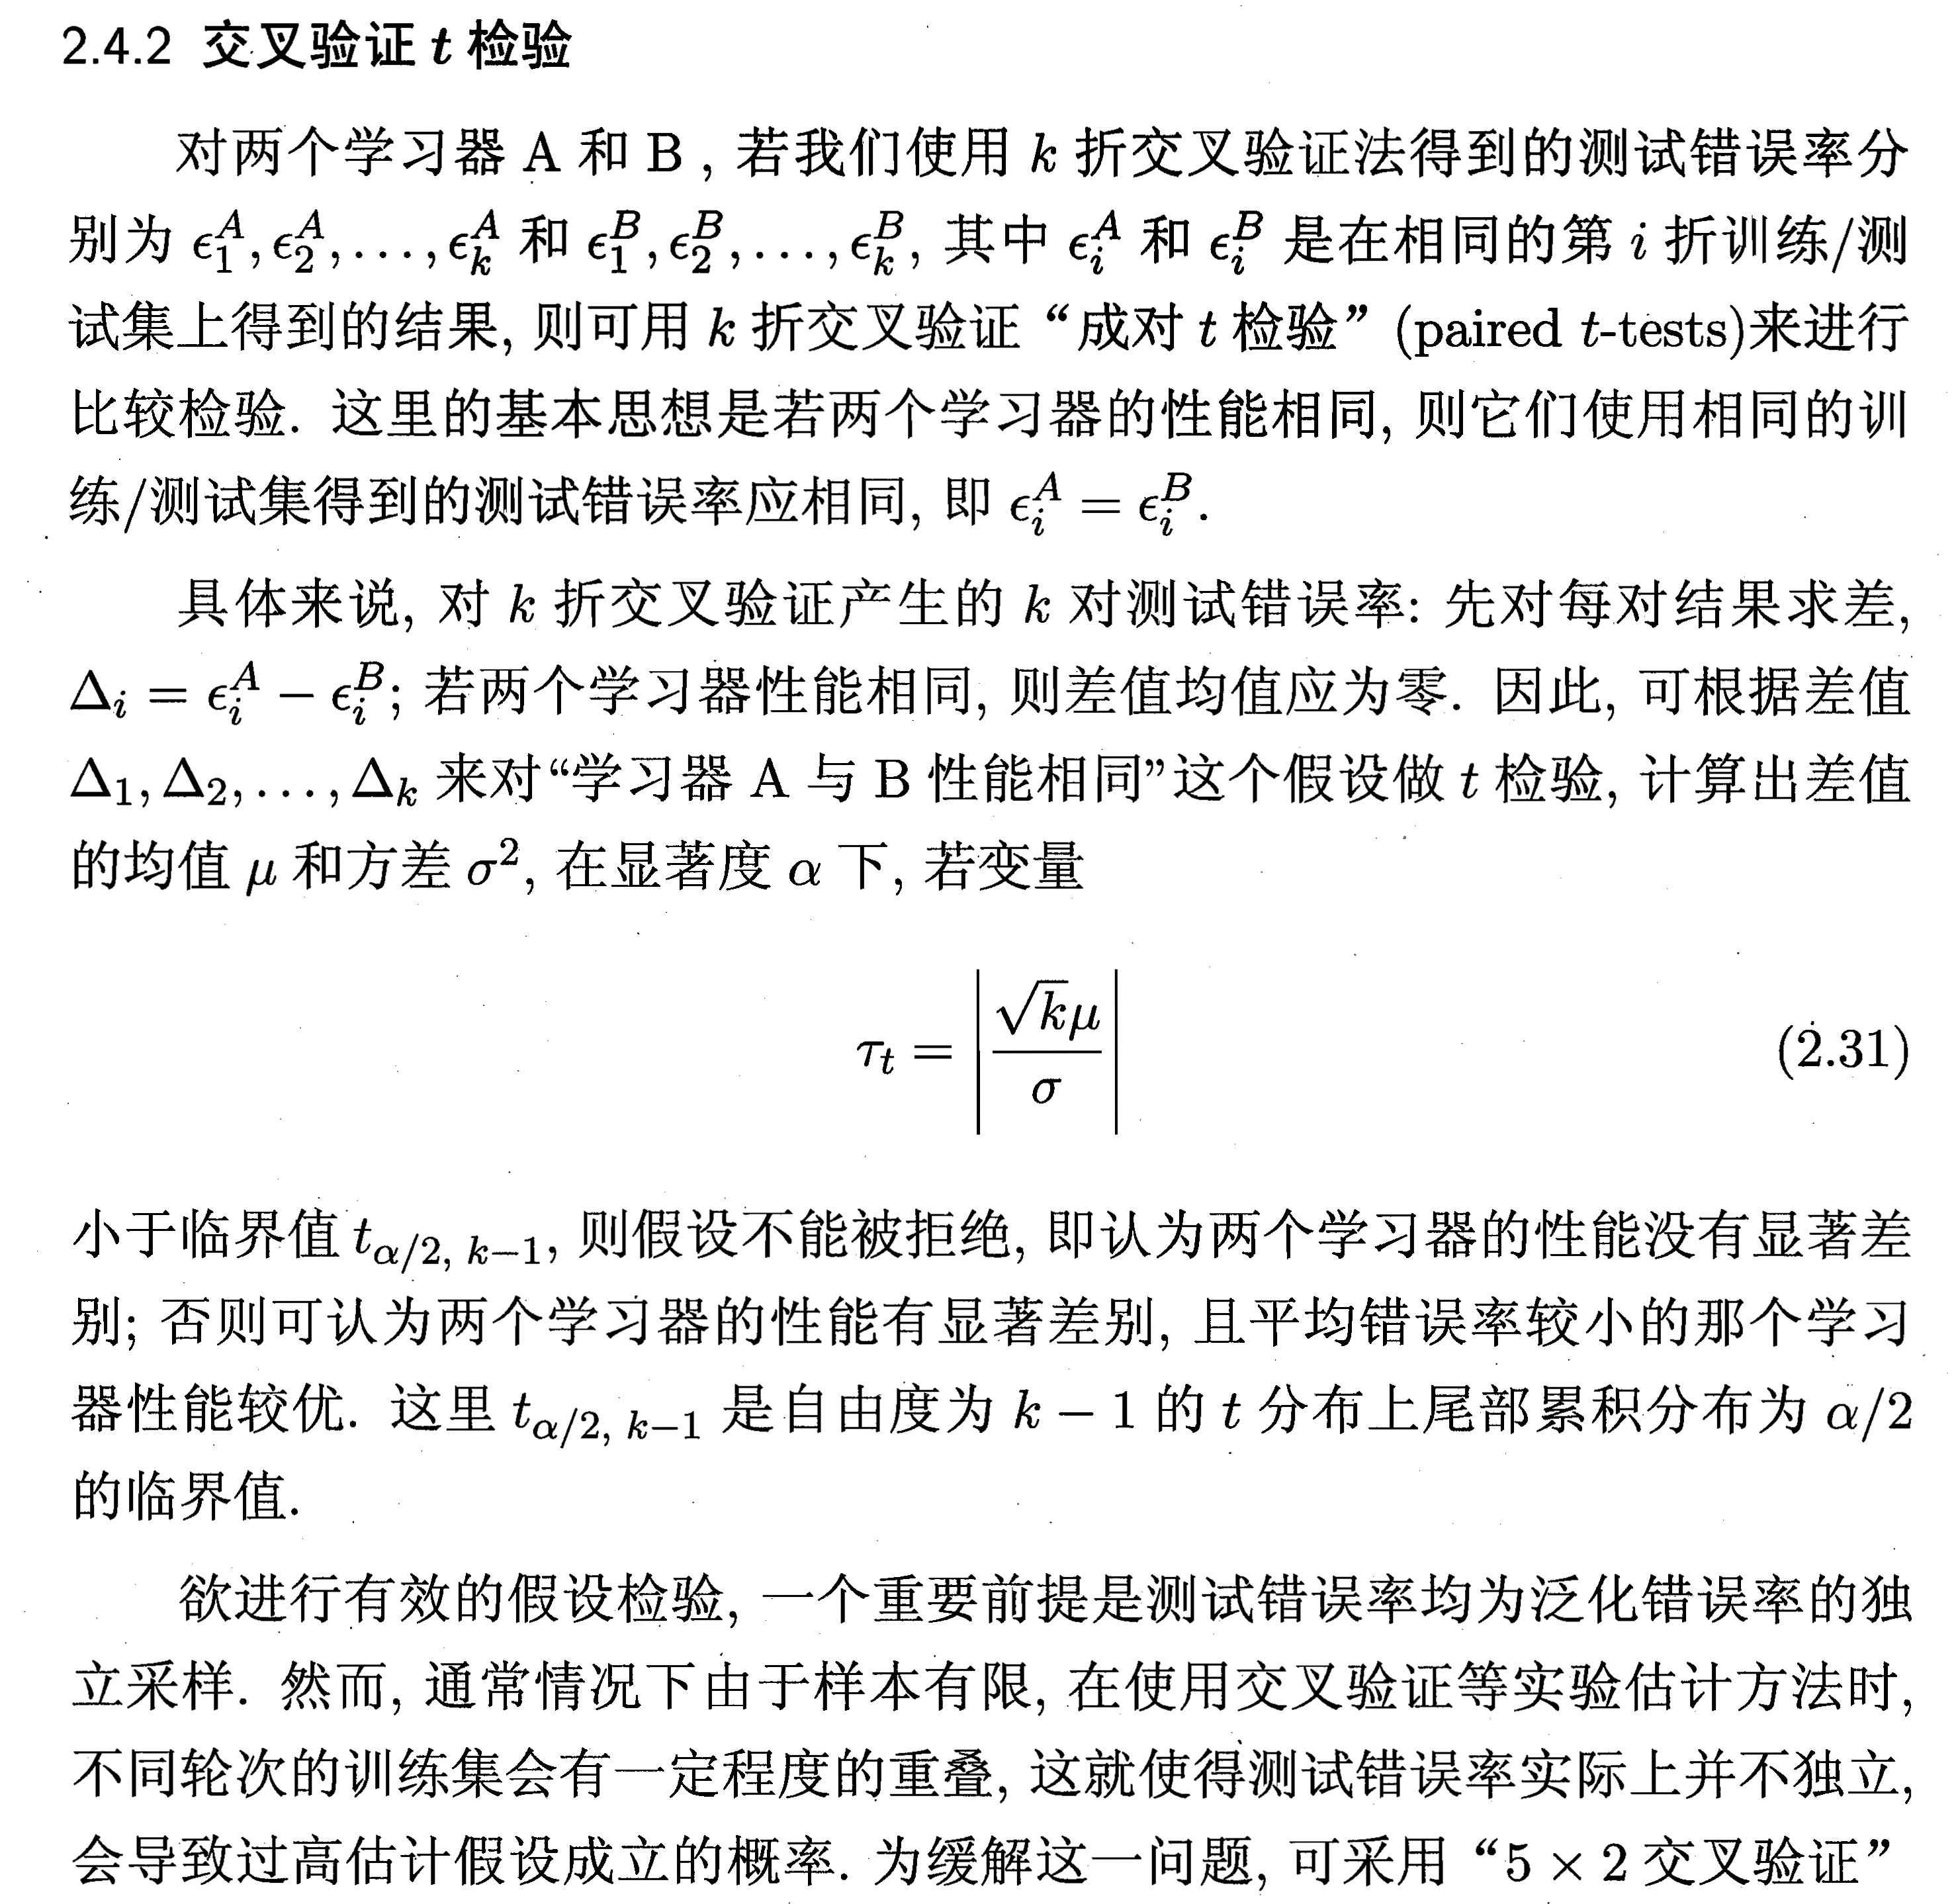 2.4.2 交叉验证 t 检验
对两个学习器 A 和 B , 若我们使用 k 折交叉验证法得到的测试错误率分
别为 $\epsilon_1^A, \epsilon_2^A, \ldots, \epsilon_k^A$ 和 $\epsilon_1^B, \epsilon_2^B, \ldots, \epsilon_k^B$, 其中 $\epsilon_i^A$ 和 $\epsilon_i^B$ 是在相同的第 i 折训练/测
试集上得到的结果, 则可用 k 折交叉验证 “成对 t 检验” (paired t-tests)来进行
比较检验. 这里的基本思想是若两个学习器的性能相同, 则它们使用相同的训
练/测试集得到的测试错误率应相同, 即 $\epsilon_i^A = \epsilon_i^B$.
具体来说, 对 k 折交叉验证产生的 k 对测试错误率: 先对每对结果求差,
$\Delta_i = \epsilon_i^A - \epsilon_i^B$; 若两个学习器性能相同, 则差值均值应为零. 因此, 可根据差值
$\Delta_1, \Delta_2, \ldots, \Delta_k$ 来对“学习器 A 与 B 性能相同”这个假设做 t 检验, 计算出差值
的均值 $\mu$ 和方差 $\sigma^2$, 在显著度 $\alpha$ 下, 若变量
$\tau_t = \left| \frac{\sqrt{k}\mu}{\sigma} \right|$ (2.31)
小于临界值 $t_{\alpha/2, k-1}$, 则假设不能被拒绝, 即认为两个学习器的性能没有显著差
别; 否则可认为两个学习器的性能有显著差别, 且平均错误率较小的那个学习
器性能较优. 这里 $t_{\alpha/2, k-1}$ 是自由度为 $k-1$ 的 t 分布上尾部累积分布为 $\alpha/2$
的临界值.
欲进行有效的假设检验, 一个重要前提是测试错误率均为泛化错误率的独
立采样. 然而, 通常情况下由于样本有限, 在使用交叉验证等实验估计方法时,
不同轮次的训练集会有一定程度的重叠, 这就使得测试错误率实际上并不独立,
会导致过高估计假设成立的概率. 为缓解这一问题, 可采用 “5 × 2 交叉验证”